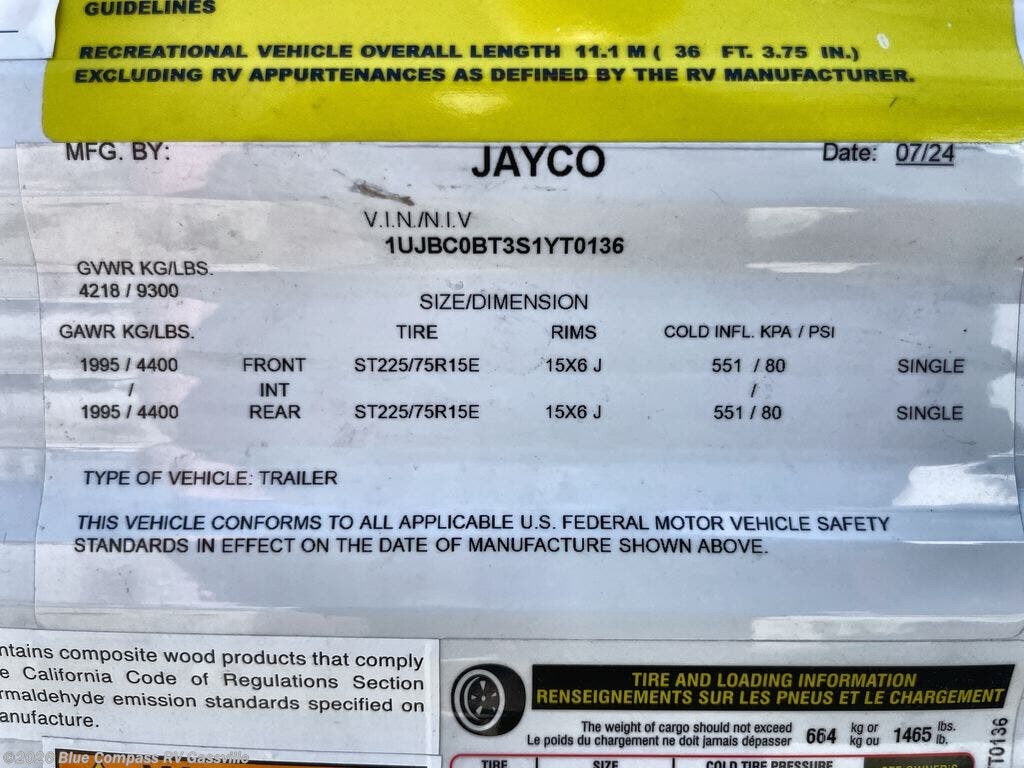 GUIDELINES
RECREATIONAL VEHICLE OVERALL LENGTH 11.1 M ( 36 FT. 3.75 IN.)
EXCLUDING RV APPURTENANCES AS DEFINED BY THE RV MANUFACTURER.
MFG. BY: JAYCO Date: 07/24
V.I.N./N.I.V
1UJBC0BT3S1YT0136
GVWR KG/LBS.
4218 / 9300
SIZE/DIMENSION
GAWR KG/LBS. TIRE RIMS COLD INFL. KPA / PSI
1995 / 4400 FRONT ST225/75R15E 15X6 J 551 / 80 SINGLE
/ INT /
1995 / 4400 REAR ST225/75R15E 15X6 J 551 / 80 SINGLE
TYPE OF VEHICLE: TRAILER
THIS VEHICLE CONFORMS TO ALL APPLICABLE U.S. FEDERAL MOTOR VEHICLE SAFETY
STANDARDS IN EFFECT ON THE DATE OF MANUFACTURE SHOWN ABOVE.
ntains composite wood products that comply
e California Code of Regulations Section
rmaldehyde emission standards specified on
anufacture.
TIRE AND LOADING INFORMATION
RENSEIGNEMENTS SUR LES PNEUS ET LE CHARGEMENT
The weight of cargo should not exceed 664 kg or 1465 lbs.
Le poids du chargement ne doit jamais dépasser kg ou lb.
TIRE SIZE COLD TIRE PRESSURE SEE OWNER'S
T0136
©2026 Blue Compass RV Gassville